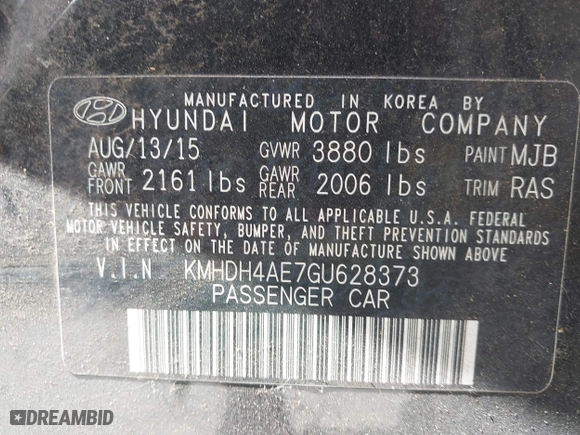 MANUFACTURED IN KOREA BY
HYUNDAI MOTOR COMPANY
AUG/13/15 GVWR 3880 lbs PAINT MJB
GAWR FRONT 2161 lbs GAWR REAR 2006 lbs TRIM RAS
THIS VEHICLE CONFORMS TO ALL APPLICABLE U.S.A. FEDERAL
MOTOR VEHICLE SAFETY, BUMPER, AND THEFT PREVENTION STANDARDS
IN EFFECT ON THE DATE OF MANUFACTURE SHOWN ABOVE
V.I.N KMHDH4AE7GU628373
PASSENGER CAR
DREAMBID